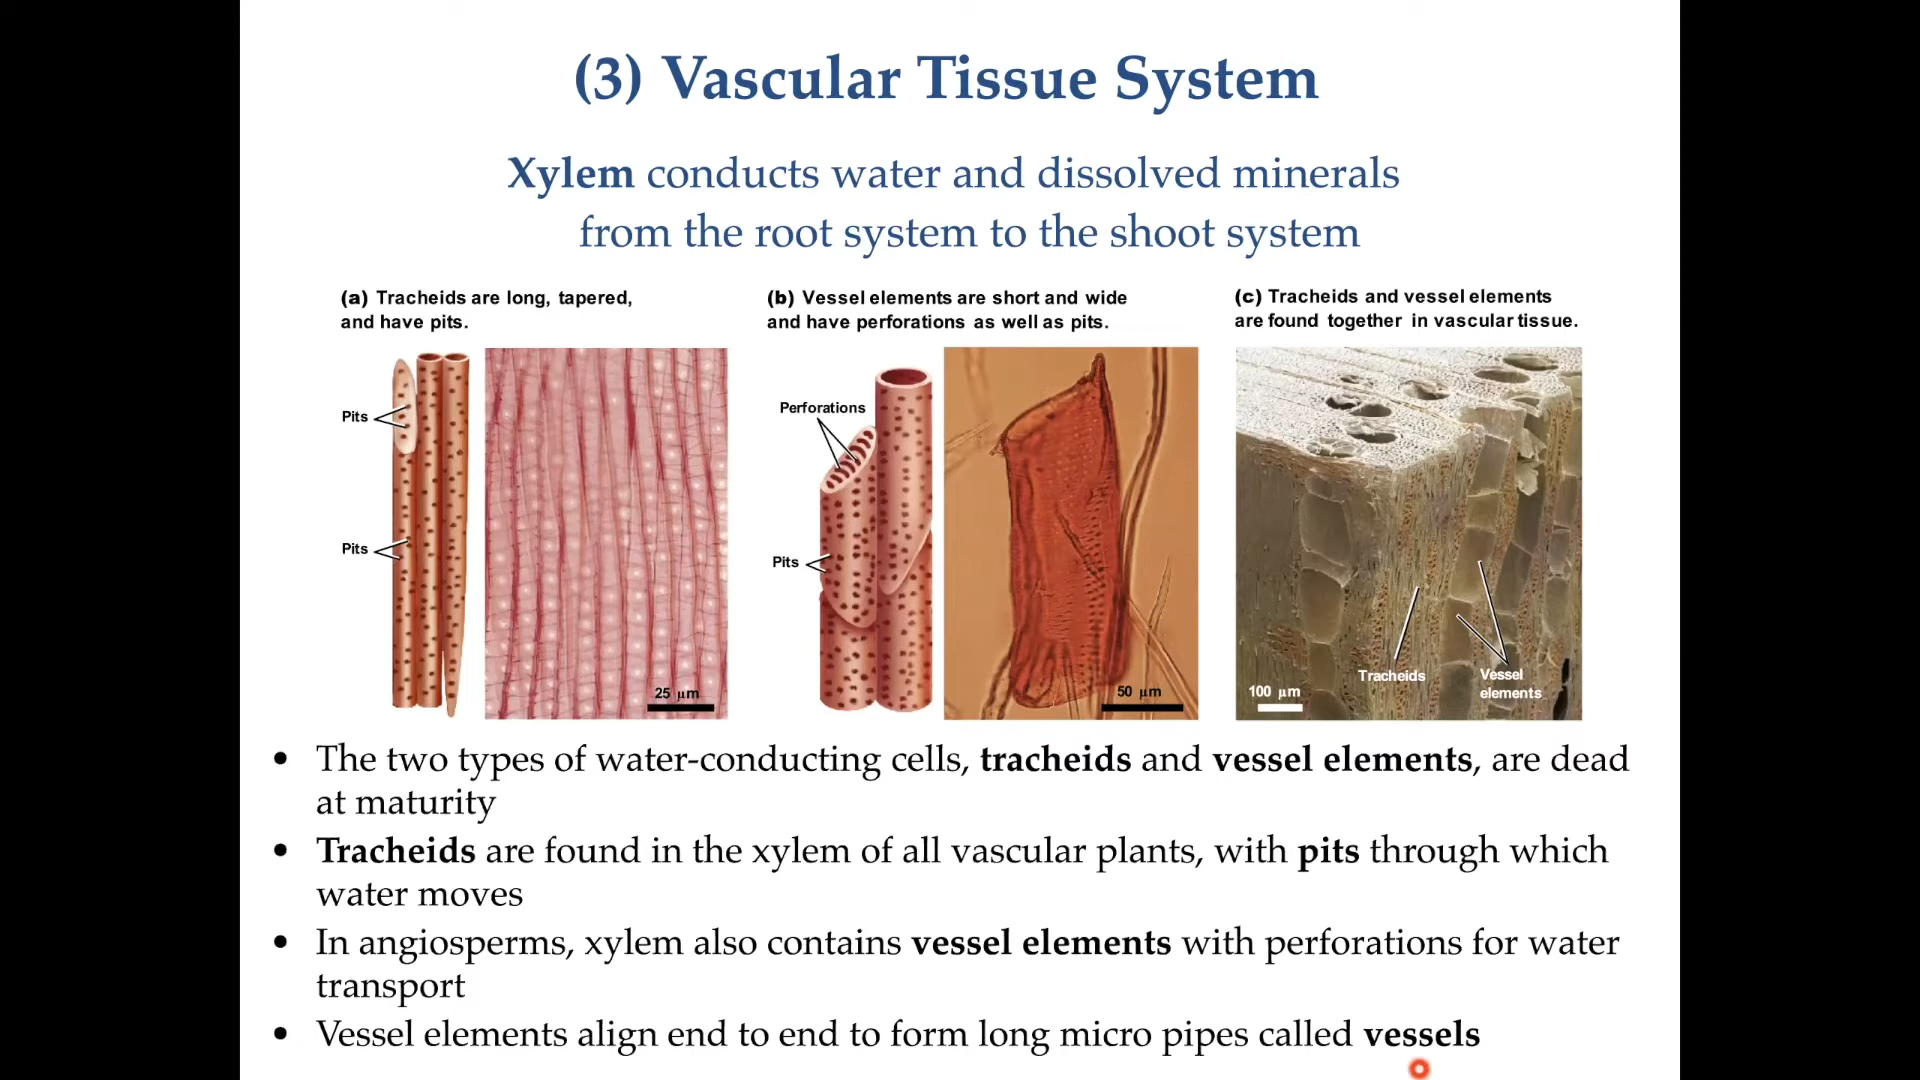 (3) Vascular Tissue System
Xylem conducts water and dissolved minerals
from the root system to the shoot system
(a) Tracheids are long, tapered,
and have pits.
Pits
Pits
25 µm
(b) Vessel elements are short and wide
and have perforations as well as pits.
Perforations
Pits
50 µm
(c) Tracheids and vessel elements
are found together in vascular tissue.
Tracheids
Vessel
elements
100 µm
• The two types of water-conducting cells, tracheids and vessel elements, are dead
at maturity
• Tracheids are found in the xylem of all vascular plants, with pits through which
water moves
• In angiosperms, xylem also contains vessel elements with perforations for water
transport
• Vessel elements align end to end to form long micro pipes called vessels